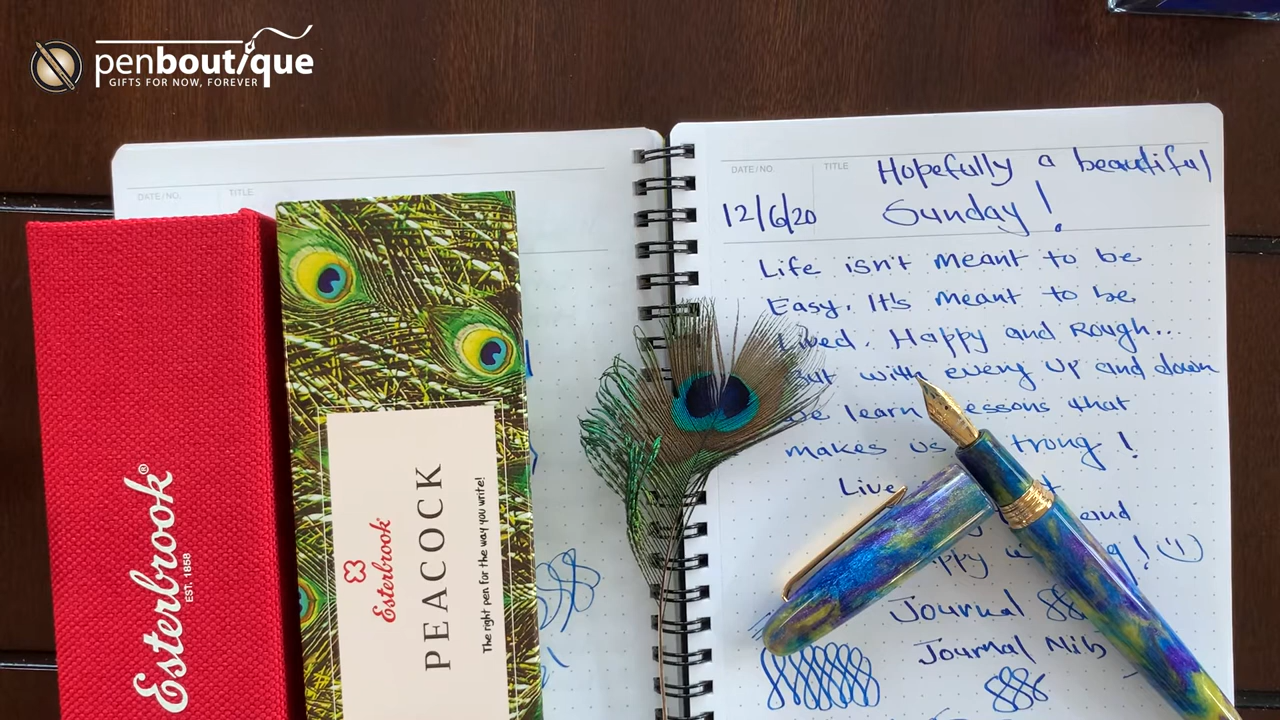 penboutique
GIFTS FOR NOW, FOREVER
Esterbrook®
EST. 1858
Esterbrook®
PEACOCK
The right pen for the way you write!
DATE/NO. TITLE
DATE/NO. TITLE
Hopefully a beautiful
12/6/20 Sunday!
Life isn't meant to be
Easy. It's meant to be
Lived. Happy and Rough...
but with every up and down
we learn lessons that
makes us strong!
Live
and
!
Journal
Journal Nib